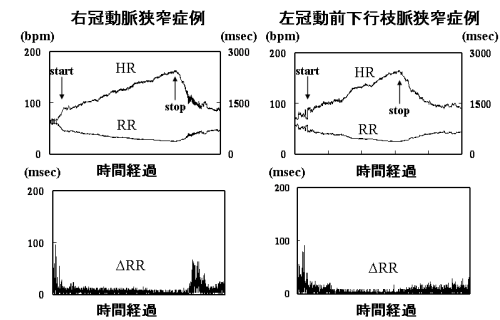 右冠動脈狭窄症例
(bpm) (msec)
200 3000
start HR
100 1500
stop
RR
0 0
時間経過
左冠動前下行枝脈狭窄症例
(bpm) (msec)
200 3000
start HR
100 1500
stop
RR
0 0
時間経過
(msec)
200
100
ΔRR
0
時間経過
(msec)
200
100
ΔRR
0
時間経過